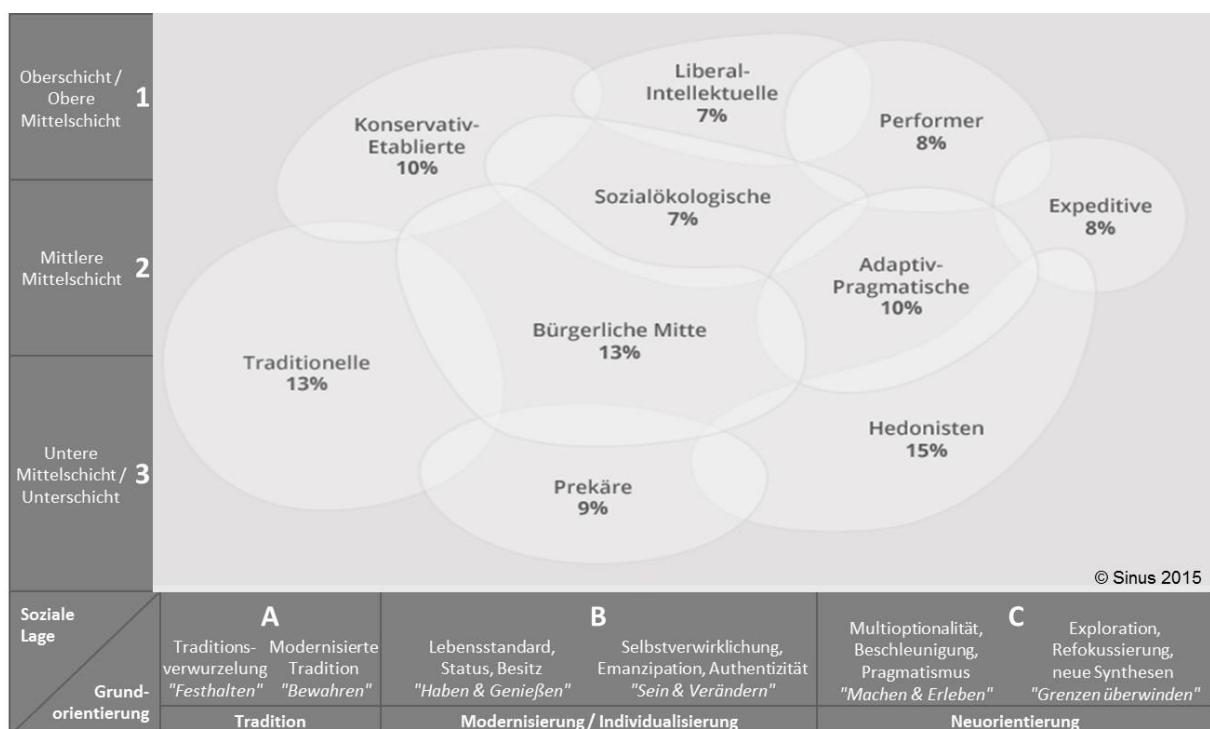 Oberschicht /
Obere
Mittelschicht
1
Mittlere
Mittelschicht
2
Untere
Mittelschicht /
Unterschicht
3
Konservativ-
Etablierte
10%
Liberal-
Intellektuelle
7%
Performer
8%
Expeditive
8%
Sozialökologische
7%
Adaptiv-
Pragmatische
10%
Bürgerliche Mitte
13%
Traditionelle
13%
Hedonisten
15%
Prekäre
9%
© Sinus 2015
Soziale
Lage
Grund-
orientierung
A
Traditions-
verwurzelung
"Festhalten"
Modernisierte
Tradition
"Bewahren"
Tradition
B
Lebensstandard,
Status, Besitz
"Haben & Genießen"
Selbstverwirklichung,
Emanzipation, Authentizität
"Sein & Verändern"
Modernisierung / Individualisierung
C
Multioptionalität,
Beschleunigung,
Pragmatismus
"Machen & Erleben"
Exploration,
Refokussierung,
neue Synthesen
"Grenzen überwinden"
Neuorientierung